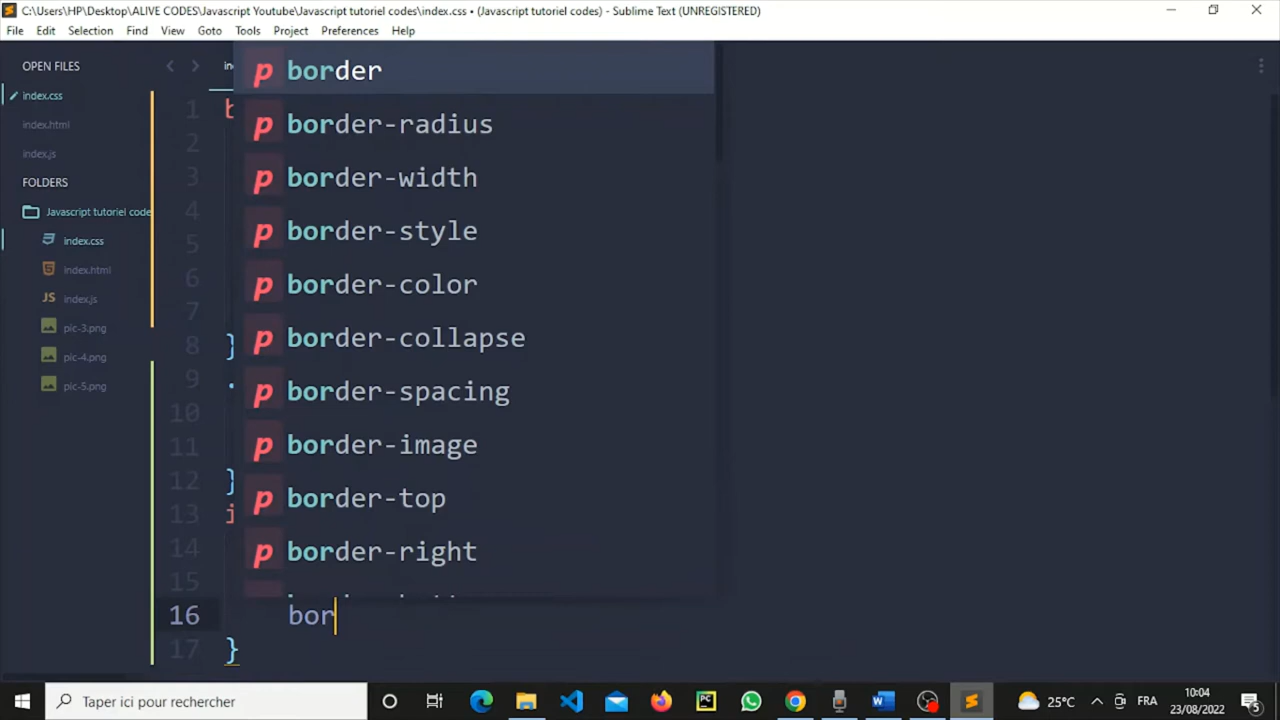 C:\Users\HP\Desktop\ALIVE CODES\Javascript Youtube\Javascript tutoriel codes\index.css • (Javascript tutoriel codes) - Sublime Text (UNREGISTERED)
File Edit Selection Find View Goto Tools Project Preferences Help
OPEN FILES
index.css
index.html
index.js
FOLDERS
Javascript tutoriel code
index.css
index.html
JS index.js
pic-3.png
pic-4.png
pic-5.png
in
p border
p border-radius
p border-width
p border-style
p border-color
p border-collapse
p border-spacing
p border-image
p border-top
p border-right
1 b
2
3
4
5
6
7
8 }
9 .
10
11
12 }
13 i
14
15
16 bor
17 }
Taper ici pour rechercher
PC
W
25°C
FRA
10:04
23/08/2022
5